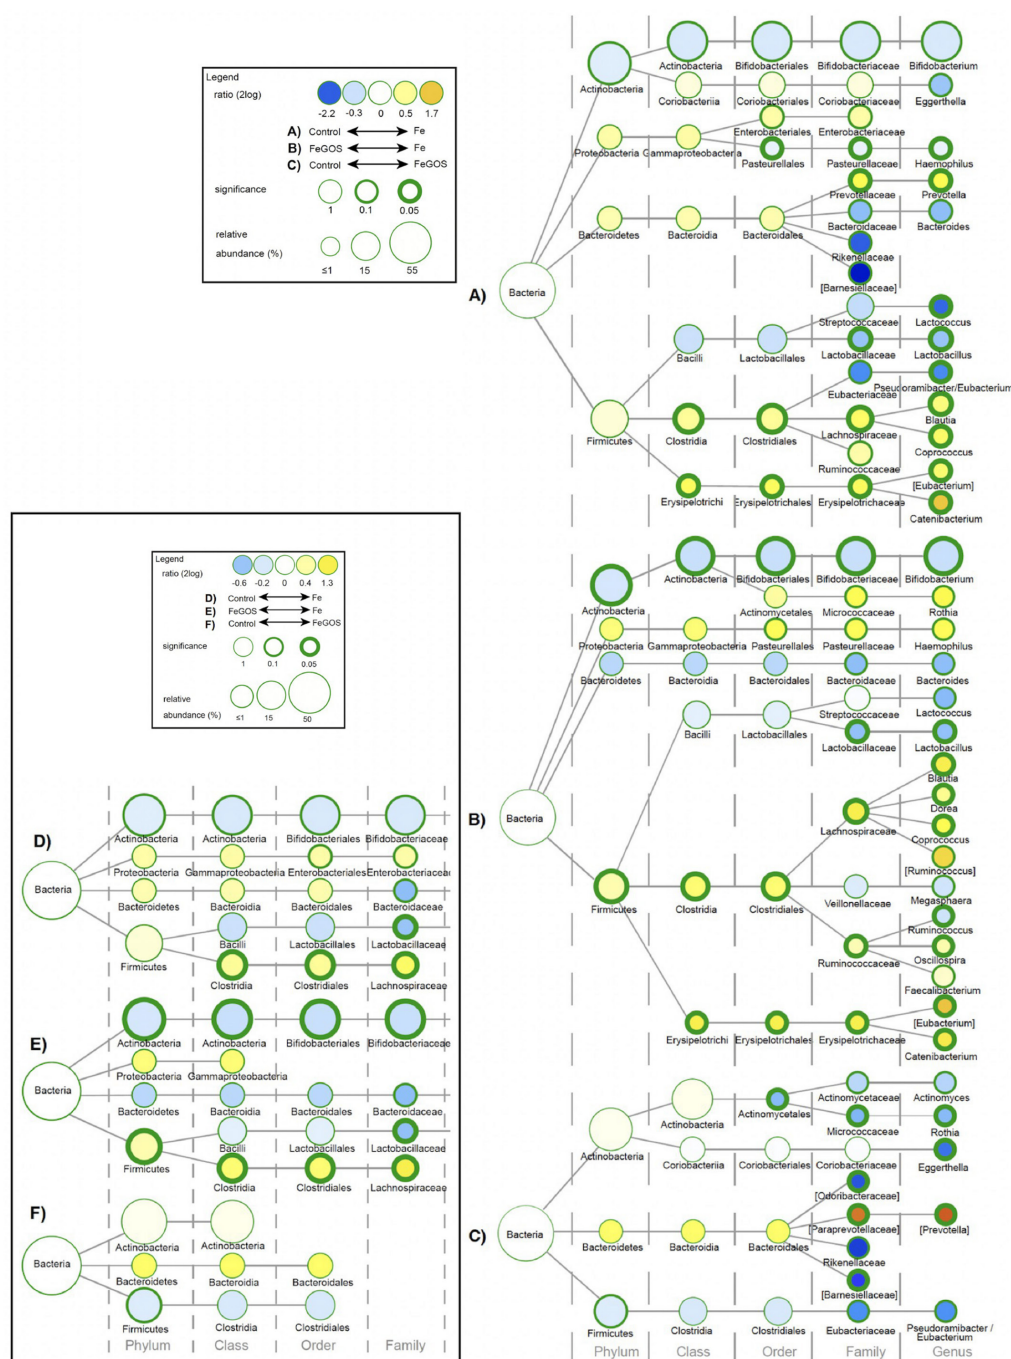 Legend
ratio (2log)
-2.2 -0.3 0 0.5 1.7
A) Control Fe
B) FeGOS Fe
C) Control FeGOS
significance
1 0.1 0.05
relative
abundance (%)
≤1 15 55
A)
Bacteria
Actinobacteria
Actinobacteria Bifidobacteriales Bifidobacteriaceae Bifidobacterium
Coriobacteriia Coriobacteriales Coriobacteriaceae Eggerthella
Enterobacteriales Enterobacteriaceae
Proteobacteria Gammaproteobacteria
Pasteurellales Pasteurellaceae Haemophilus
Prevotellaceae Prevotella
Bacteroidetes Bacteroidia Bacteroidales Bacteroidaceae Bacteroides
Rikenellaceae
[Barnesiellaceae]
Streptococcaceae Lactococcus
Bacilli Lactobacillales Lactobacillaceae Lactobacillus
Eubacteriaceae Pseudoramibacter/Eubacterium
Firmicutes Clostridia Clostridiales Lachnospiraceae Blautia
Coprococcus
Ruminococcaceae
[Eubacterium]
Erysipelotrichi Erysipelotrichales Erysipelotrichaceae
Catenibacterium
B)
Bacteria
Actinobacteria
Actinobacteria Bifidobacteriales Bifidobacteriaceae Bifidobacterium
Actinomycetales Micrococcaceae Rothia
Proteobacteria Gammaproteobacteria Pasteurellales Pasteurellaceae Haemophilus
Bacteroidetes Bacteroidia Bacteroidales Bacteroidaceae Bacteroides
Streptococcaceae Lactococcus
Bacilli Lactobacillales
Lactobacillaceae Lactobacillus
Blautia
Lachnospiraceae Dorea
Coprococcus
[Ruminococcus]
Firmicutes Clostridia Clostridiales Veillonellaceae Megasphaera
Ruminococcus
Ruminococcaceae Oscillospira
Faecalibacterium
[Eubacterium]
Erysipelotrichi Erysipelotrichales Erysipelotrichaceae
Catenibacterium
C)
Bacteria
Actinobacteria
Actinobacteria Actinomycetales Actinomycetaceae Actinomyces
Micrococcaceae Rothia
Coriobacteriia Coriobacteriales Coriobacteriaceae Eggerthella
[Odoribacteraceae]
Bacteroidetes Bacteroidia Bacteroidales [Paraprevotellaceae] [Prevotella]
Rikenellaceae
[Barnesiellaceae]
Firmicutes Clostridia Clostridiales Eubacteriaceae Pseudoramibacter /
Eubacterium
Phylum Class Order Family Genus
Legend
ratio (2log)
-0.6 -0.2 0 0.4 1.3
D) Control Fe
E) FeGOS Fe
F) Control FeGOS
significance
1 0.1 0.05
relative
abundance (%)
≤1 15 50
D)
Bacteria
Actinobacteria Actinobacteria Bifidobacteriales Bifidobacteriaceae
Proteobacteria Gammaproteobacteria Enterobacteriales Enterobacteriaceae
Bacteroidetes Bacteroidia Bacteroidales Bacteroidaceae
Bacilli Lactobacillales Lactobacillaceae
Firmicutes
Clostridia Clostridiales Lachnospiraceae
E)
Bacteria
Actinobacteria Actinobacteria Bifidobacteriales Bifidobacteriaceae
Proteobacteria Gammaproteobacteria
Bacteroidetes Bacteroidia Bacteroidales Bacteroidaceae
Bacilli Lactobacillales Lactobacillaceae
Firmicutes
Clostridia Clostridiales Lachnospiraceae
F)
Bacteria
Actinobacteria Actinobacteria
Bacteroidetes Bacteroidia Bacteroidales
Firmicutes Clostridia Clostridiales
Phylum Class Order Family